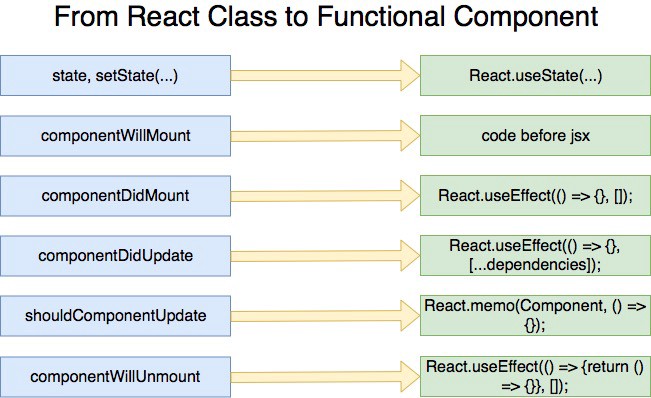 From React Class to Functional Component
state, setState(...)
React.useState(...)
componentWillMount
code before jsx
componentDidMount
React.useEffect(() => {}, []);
componentDidUpdate
React.useEffect(() => {},
[...dependencies]);
shouldComponentUpdate
React.memo(Component, () =>
{});
componentWillUnmount
React.useEffect(() => {return ()
=> {}}, []);